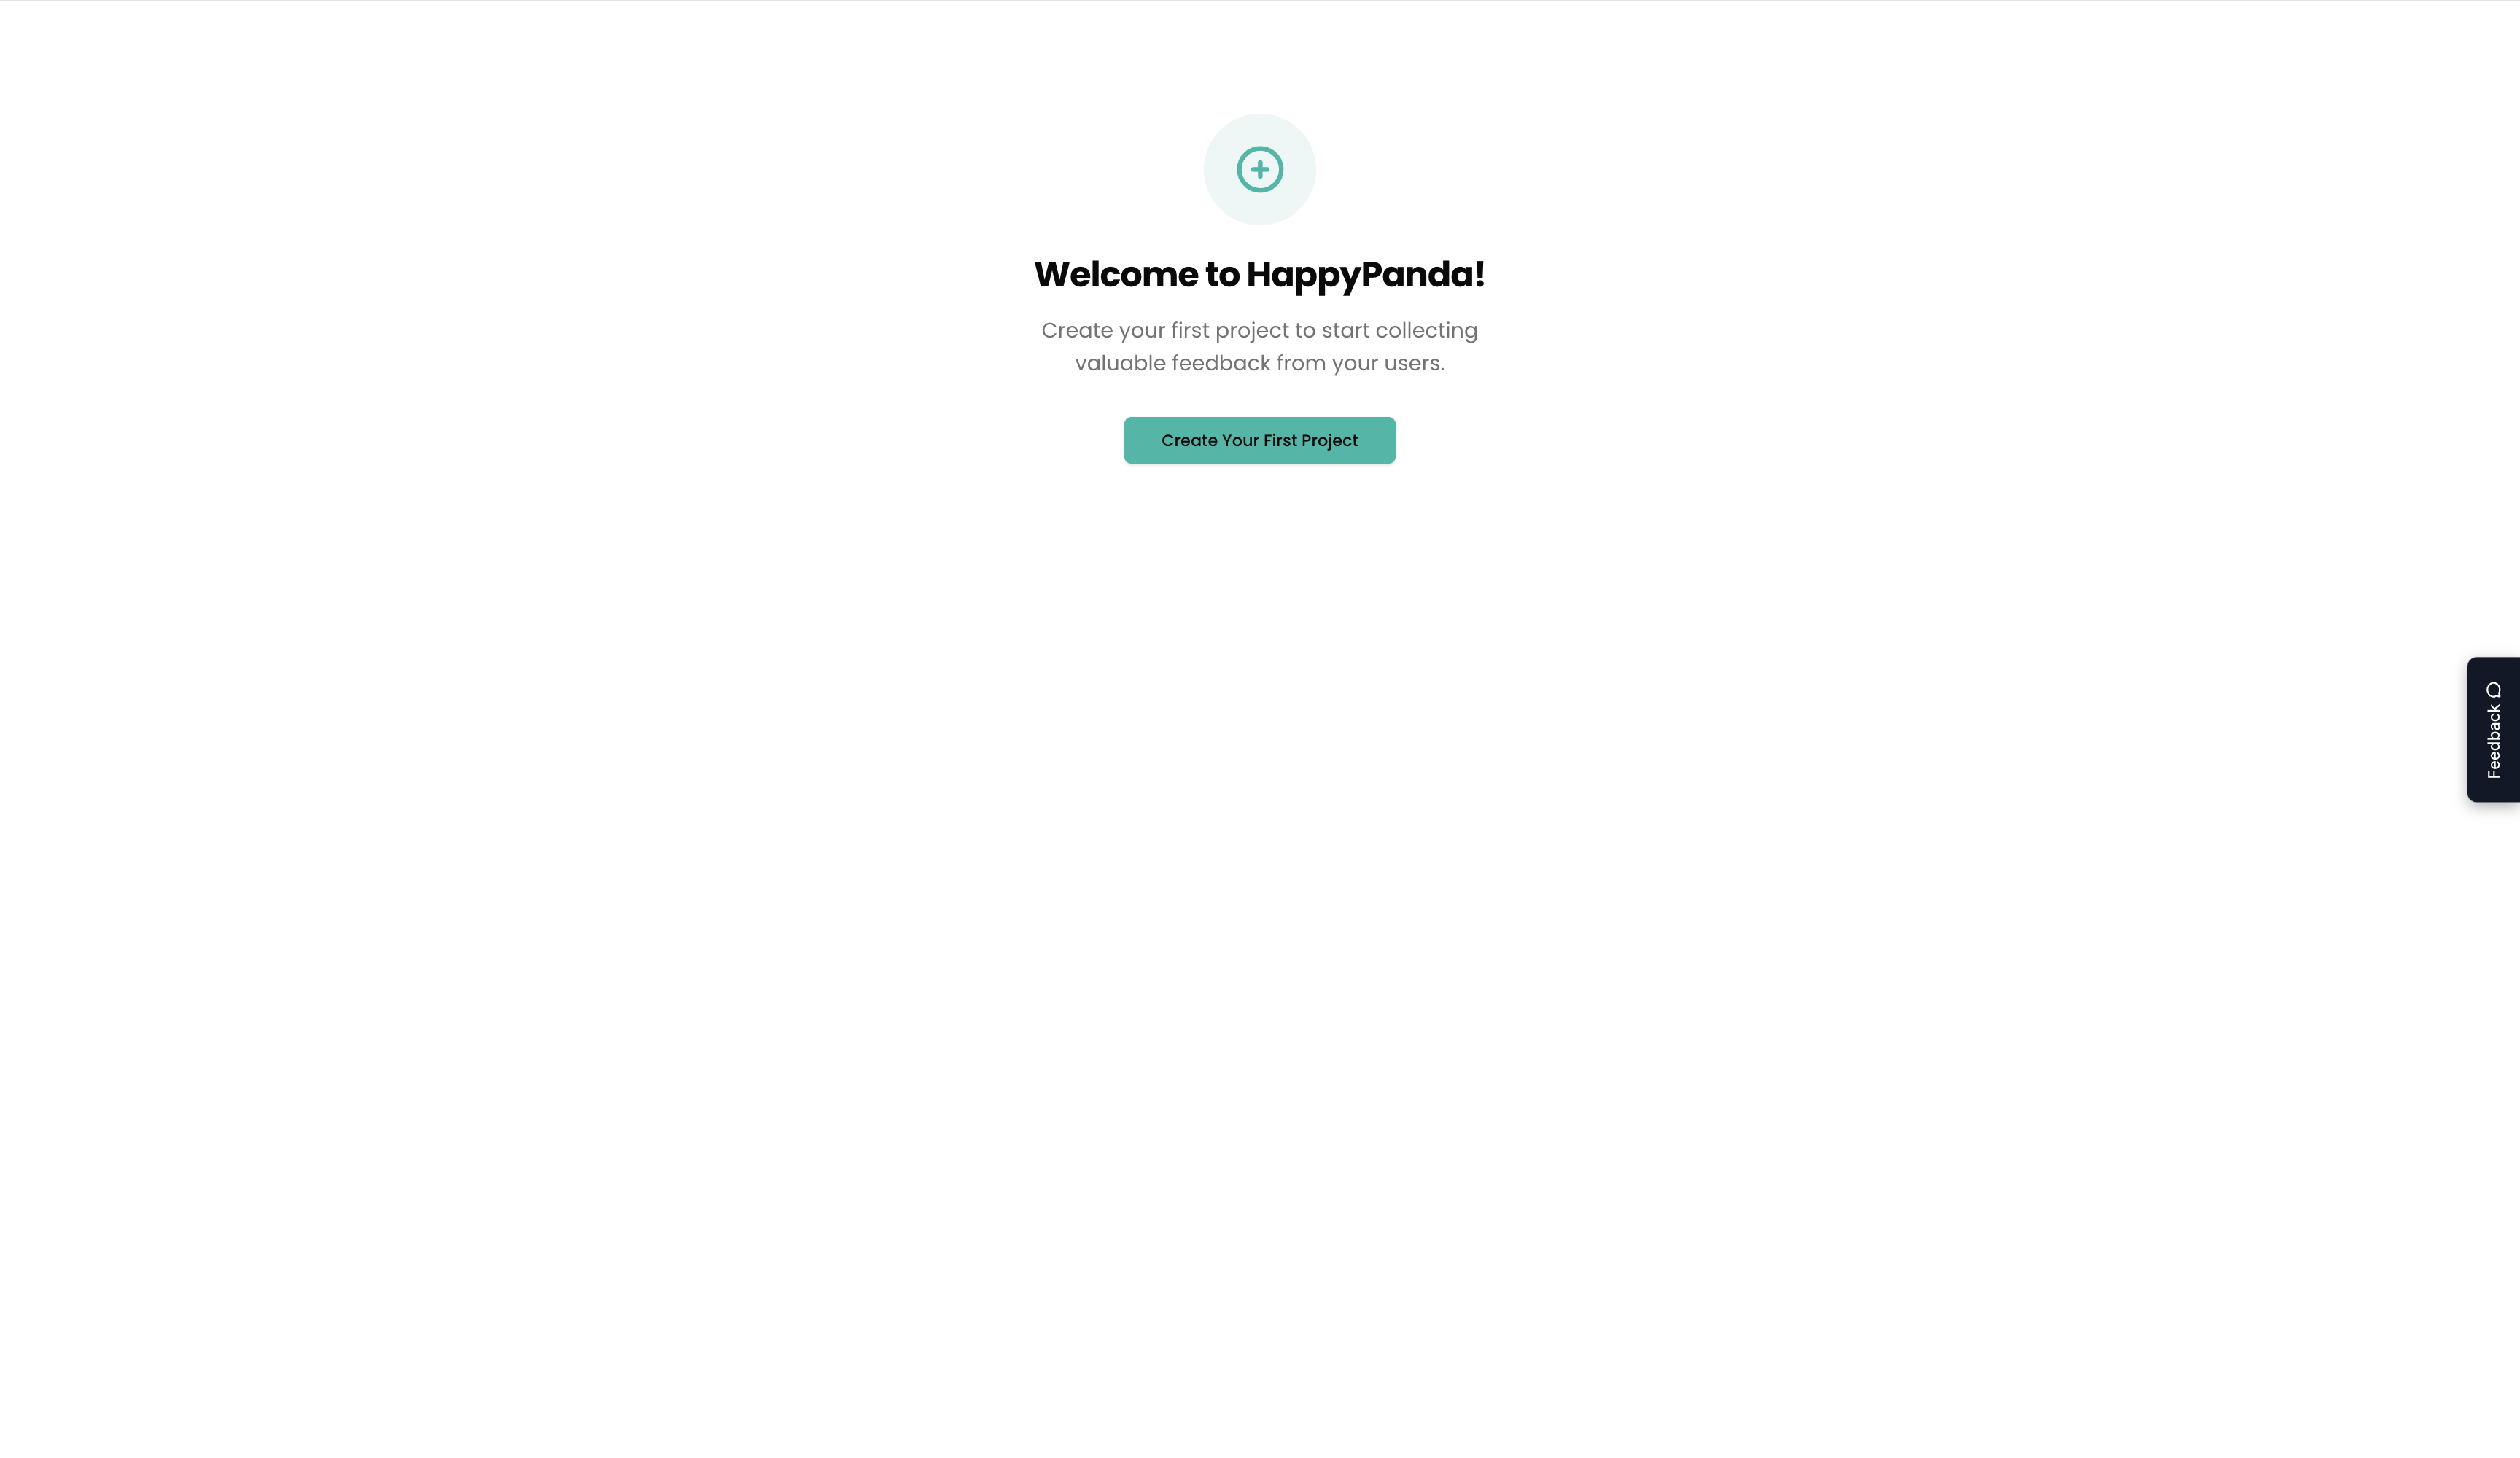 Welcome to HappyPanda!
Create your first project to start collecting
valuable feedback from your users.
Create Your First Project
Feedback